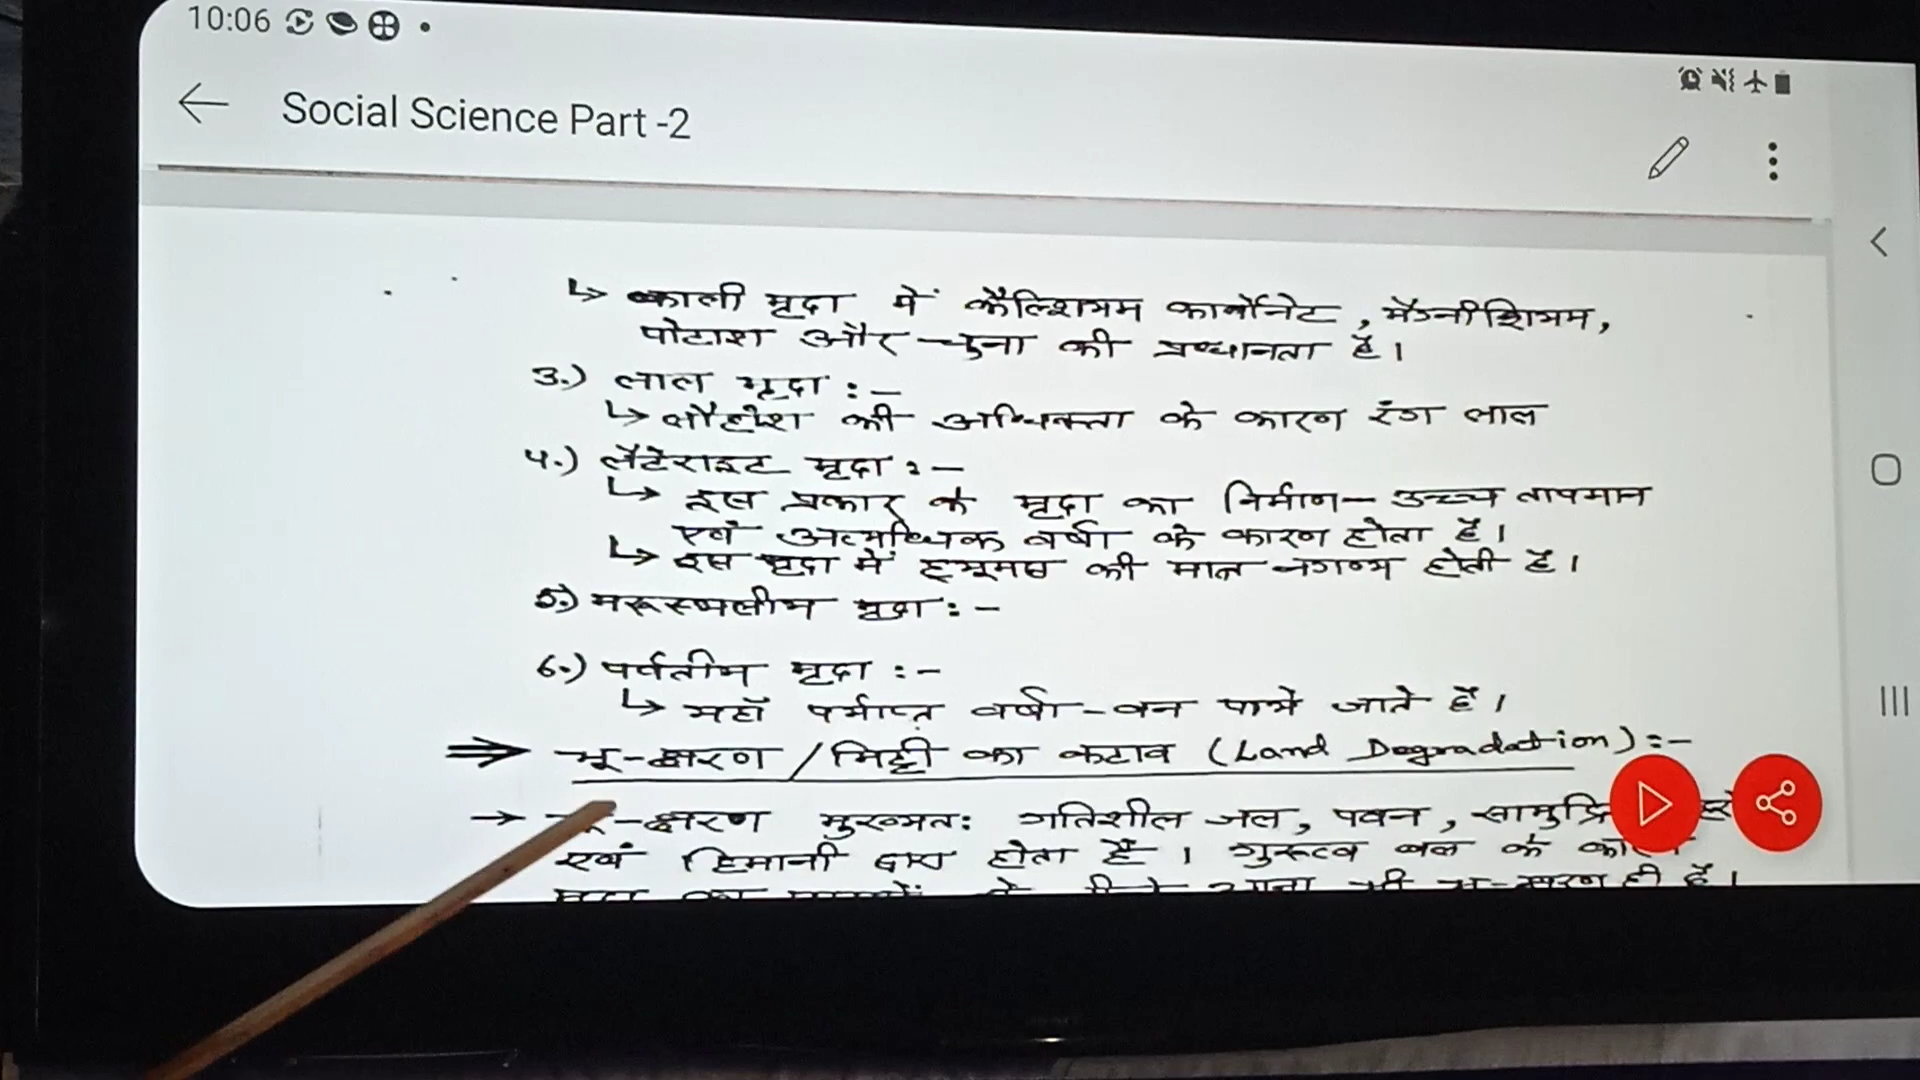 10:06
Social Science Part -2
↳ काली मृदा में कैल्शियम कार्बोनेट, मैग्नीशियम,
पोटाश और चुना की प्रधानता है।
3.) लाल मृदा :-
↳ लौहांश की अधिकता के कारण रंग लाल
4.) लैटेराइट मृदा :-
↳ इस प्रकार के मृदा का निर्माण- उच्च तापमान
एवं अत्यधिक वर्षा के कारण होता है।
↳ इस मृदा में ह्यूमस की मात्र नगण्य होती है।
5.) मरूस्थलीय मृदा :-
6.) पर्वतीय मृदा :-
↳ यहाँ पर्याप्त वर्षा-वन पाये जाते है।
⇒ भू-क्षरण / मिट्टी का कटाव (Land Degradation) :-
→ भू-क्षरण मुख्यतः गतिशील जल, पवन,
एवं हिमानी द्वारा होता है। गुरूत्व बल के
भू-क्षरण ही है।